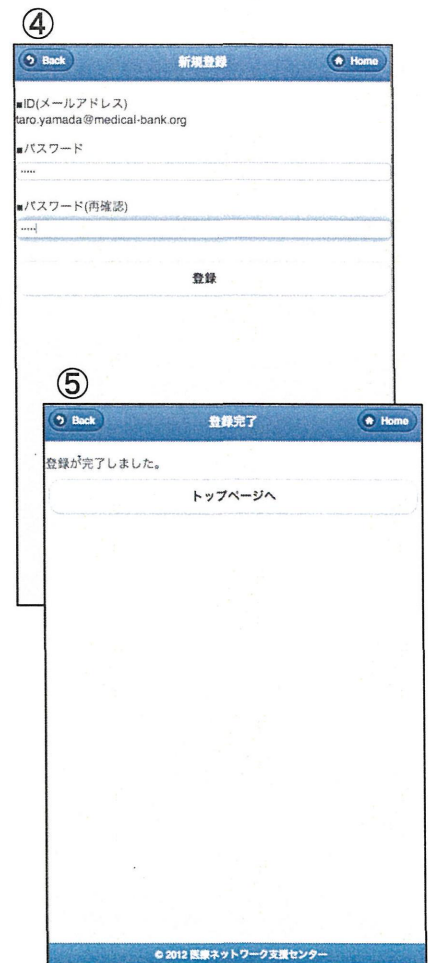 ④
Back 新規登録 Home
■ID(メールアドレス)
taro.yamada@medical-bank.org
■パスワード
.....
■パスワード(再確認)
.....
登録
⑤
Back 登録完了 Home
登録が完了しました。
トップページへ
© 2012 医療ネットワーク支援センター